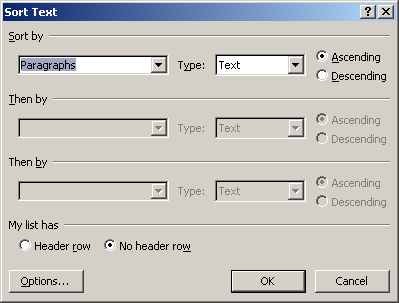 Sort Text
Sort by
Paragraphs Type: Text Ascending
Descending
Then by
Type: Text Ascending
Descending
Then by
Type: Text Ascending
Descending
My list has
Header row No header row
Options... OK Cancel